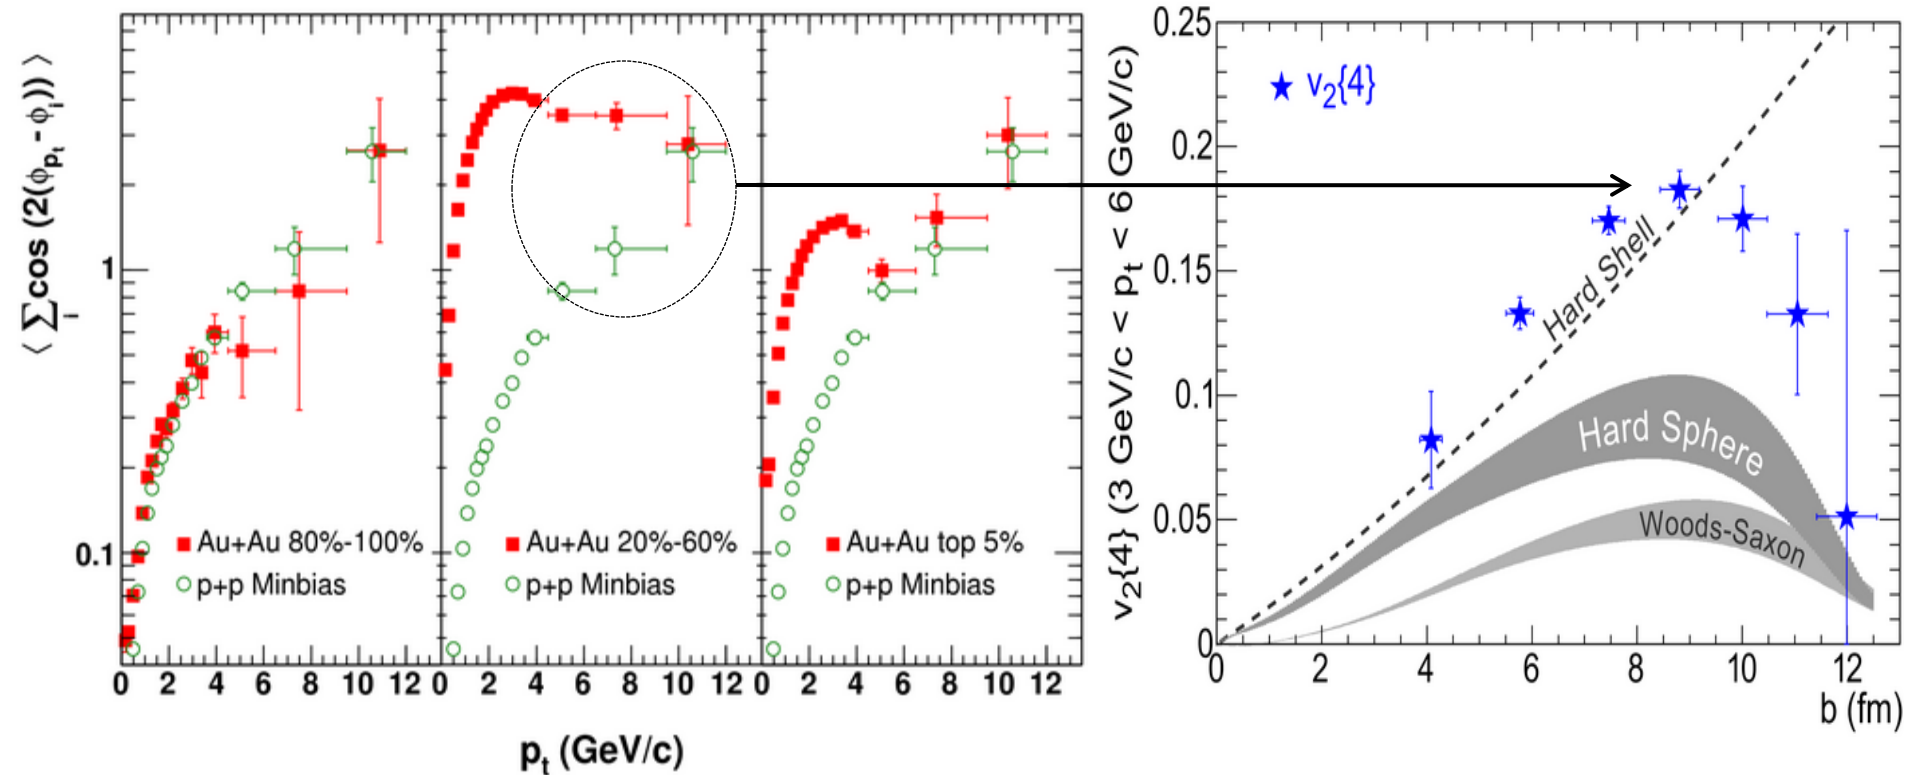 ⟨ ∑ cos (2(ϕpt - ϕi)) ⟩
i
1
0.1
Au+Au 80%-100%
p+p Minbias
0 2 4 6 8 10 12
Au+Au 20%-60%
p+p Minbias
0 2 4 6 8 10 12
Au+Au top 5%
p+p Minbias
0 2 4 6 8 10 12
pt (GeV/c)
v2{4} (3 GeV/c < pt < 6 GeV/c)
0.25
0.2
0.15
0.1
0.05
0
v2{4}
Hard Shell
Hard Sphere
Woods-Saxon
0 2 4 6 8 10 12
b (fm)